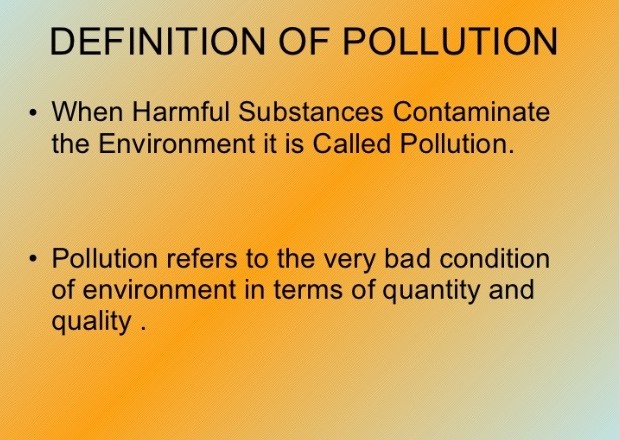 DEFINITION OF POLLUTION
• When Harmful Substances Contaminate
the Environment it is Called Pollution.
• Pollution refers to the very bad condition
of environment in terms of quantity and
quality .